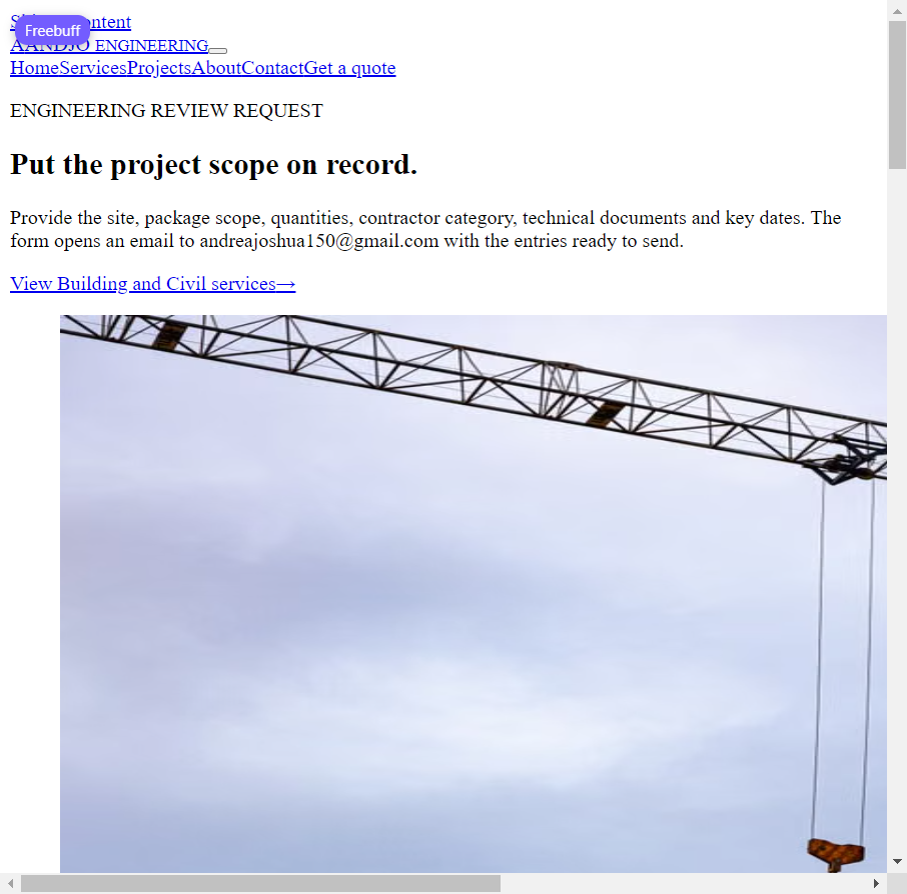 Freebuff
AANDJO ENGINEERING
HomeServicesProjectsAboutContactGet a quote
ENGINEERING REVIEW REQUEST
Put the project scope on record.
Provide the site, package scope, quantities, contractor category, technical documents and key dates. The
form opens an email to andreajoshua150@gmail.com with the entries ready to send.
View Building and Civil services→